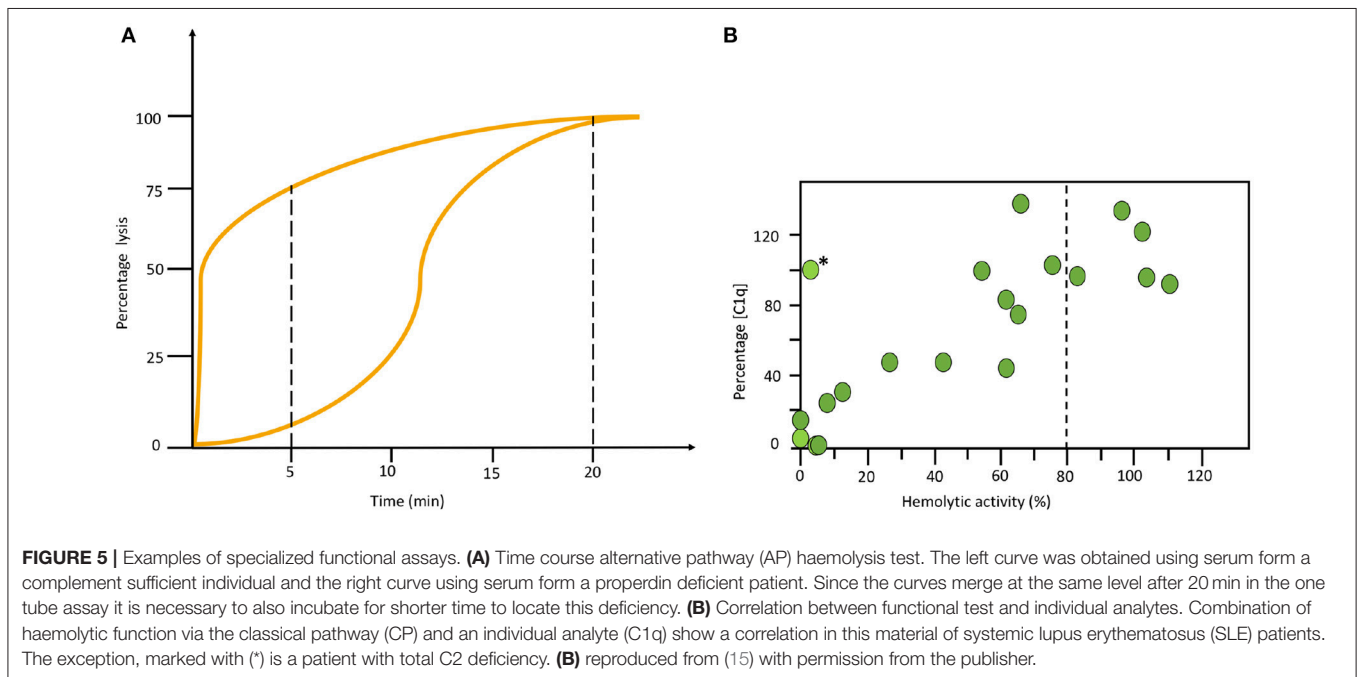 A
B
100
75
50
25
0
Percentage lysis
5
10
15
20
Time (min)
120
80
40
0
Percentage [C1q]
*
0
20
40
60
80
100
120
Hemolytic activity (%)
FIGURE 5 | Examples of specialized functional assays. (A) Time course alternative pathway (AP) haemolysis test. The left curve was obtained using serum form a
complement sufficient individual and the right curve using serum form a properdin deficient patient. Since the curves merge at the same level after 20 min in the one
tube assay it is necessary to also incubate for shorter time to locate this deficiency. (B) Correlation between functional test and individual analytes. Combination of
haemolytic function via the classical pathway (CP) and an individual analyte (C1q) show a correlation in this material of systemic lupus erythematosus (SLE) patients.
The exception, marked with (*) is a patient with total C2 deficiency. (B) reproduced from (15) with permission from the publisher.